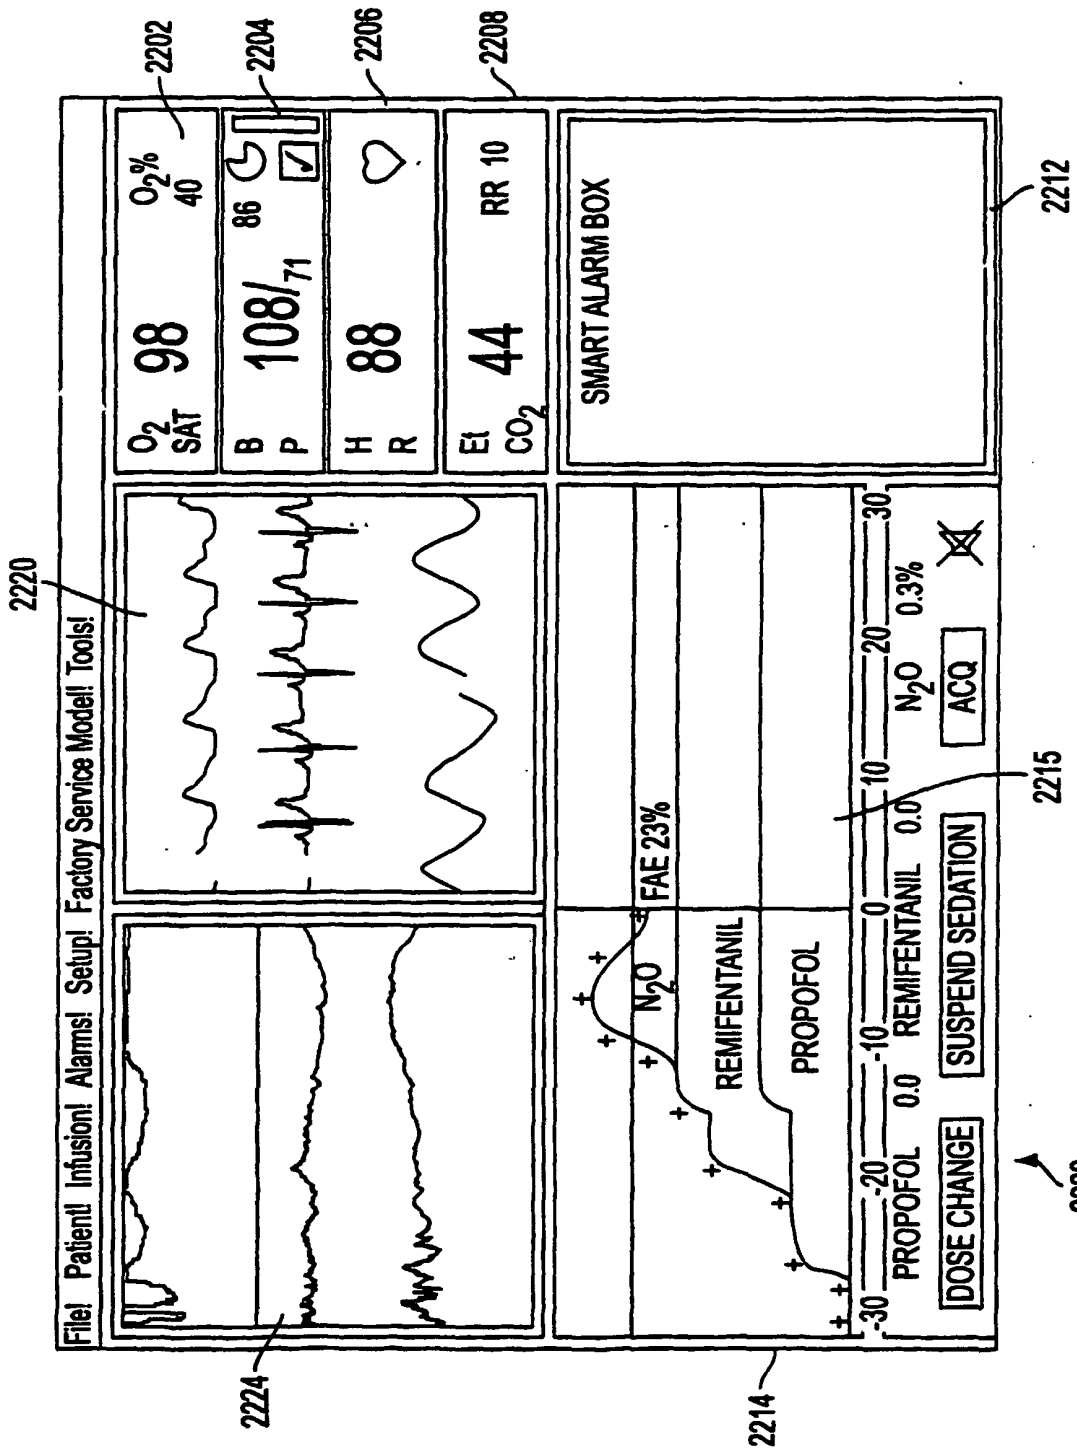 2220
File! Patient! Infusion! Alarms! Setup! Factory Service Model! Tools!
O2 SAT 98 O2% 40
2202
B P 108/71 86
2204
H R 88
2206
Et CO2 44 RR 10
2208
2224
SMART ALARM BOX
2212
N2O FAE 23%
REMIFENTANIL
PROPOFOL
2214
-30 -20 -10 0 10 20 30
PROPOFOL 0.0 REMIFENTANIL 0.0 N2O 0.3%
DOSE CHANGE SUSPEND SEDATION ACQ
2215